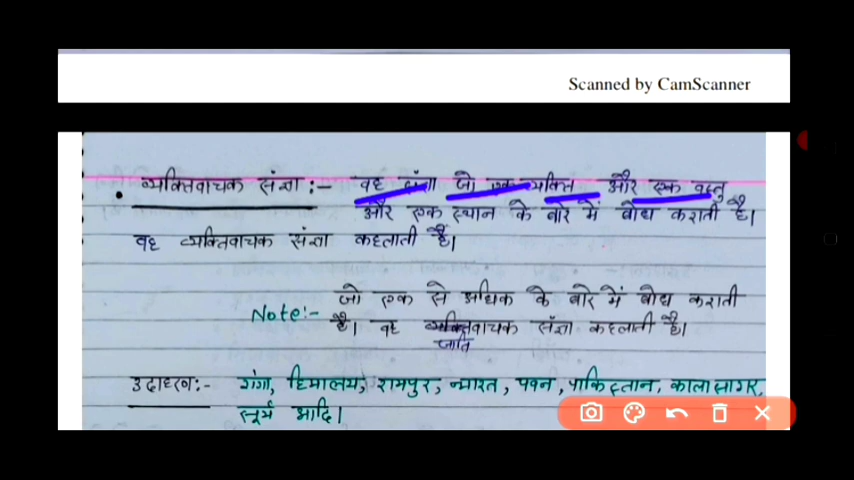 Scanned by CamScanner
• व्यक्तिवाचक संज्ञा :- वह संज्ञा जो एक व्यक्ति और एक वस्तु
और एक स्थान के बारे में बोध कराती है।
वह व्यक्तिवाचक संज्ञा कहलाती है।
जो एक से अधिक के बारे में बोध कराती
Note:- है। वह व्यक्तिवाचक संज्ञा कहलाती है।
जाति
उदाहरण:- गंगा, हिमालय, रामपुर, भारत, पवन, पाकिस्तान, काला सागर,
सूर्य आदि।